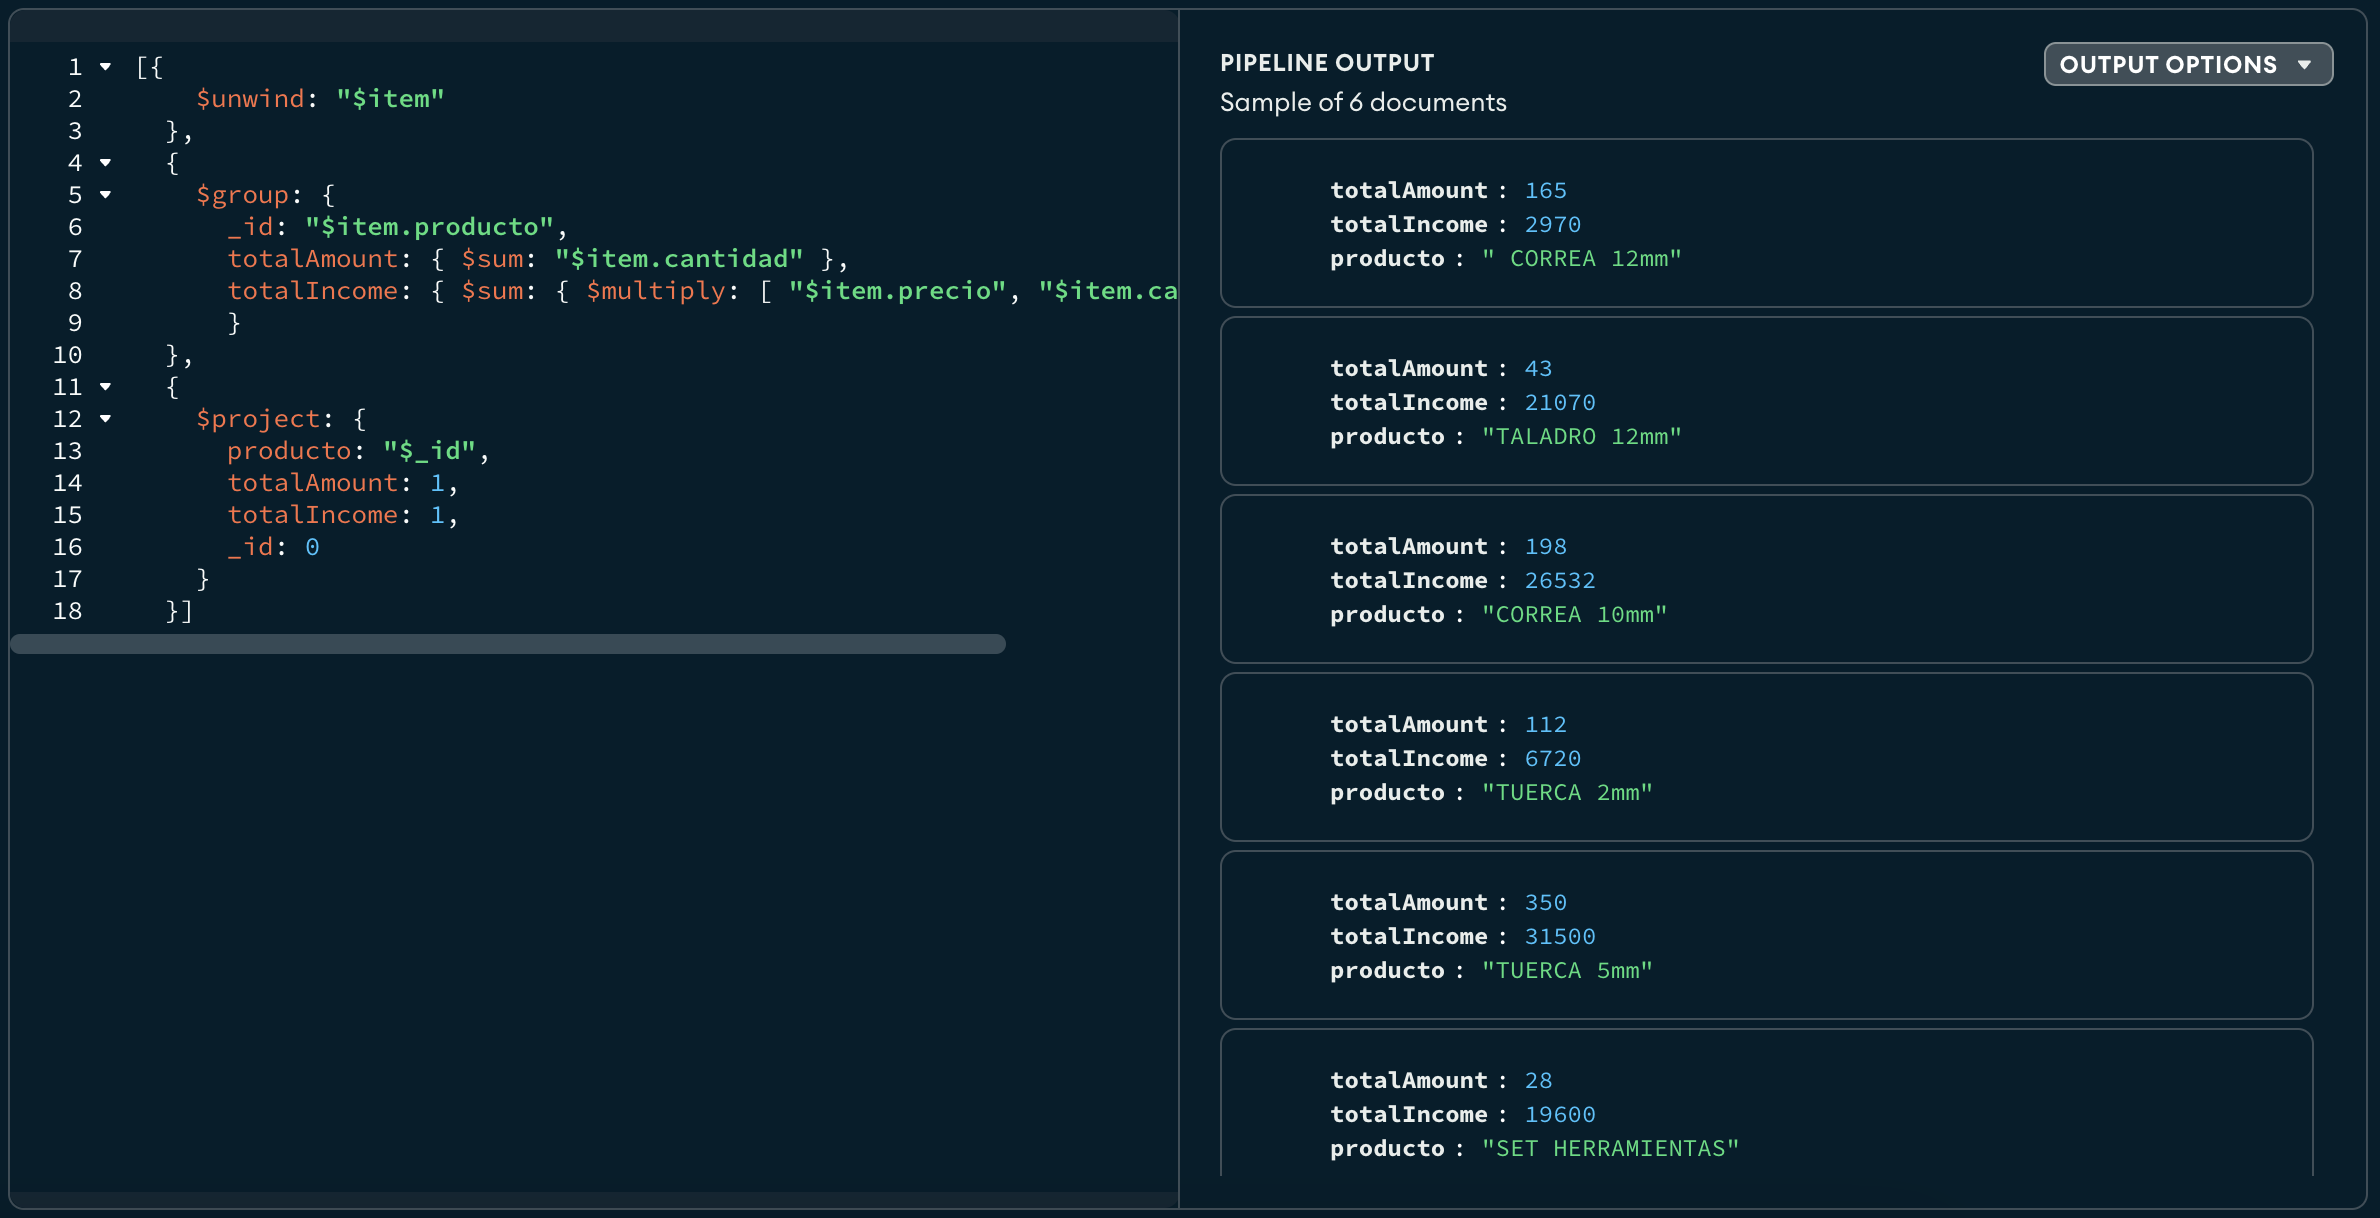 1 [{
2 $unwind: "$item"
3 },
4 {
5 $group: {
6 _id: "$item.producto",
7 totalAmount: { $sum: "$item.cantidad" },
8 totalIncome: { $sum: { $multiply: [ "$item.precio", "$item.ca
9 }
10 },
11 {
12 $project: {
13 producto: "$_id",
14 totalAmount: 1,
15 totalIncome: 1,
16 _id: 0
17 }
18 }]
PIPELINE OUTPUT
OUTPUT OPTIONS
Sample of 6 documents
totalAmount : 165
totalIncome : 2970
producto : " CORREA 12mm"
totalAmount : 43
totalIncome : 21070
producto : "TALADRO 12mm"
totalAmount : 198
totalIncome : 26532
producto : "CORREA 10mm"
totalAmount : 112
totalIncome : 6720
producto : "TUERCA 2mm"
totalAmount : 350
totalIncome : 31500
producto : "TUERCA 5mm"
totalAmount : 28
totalIncome : 19600
producto : "SET HERRAMIENTAS"